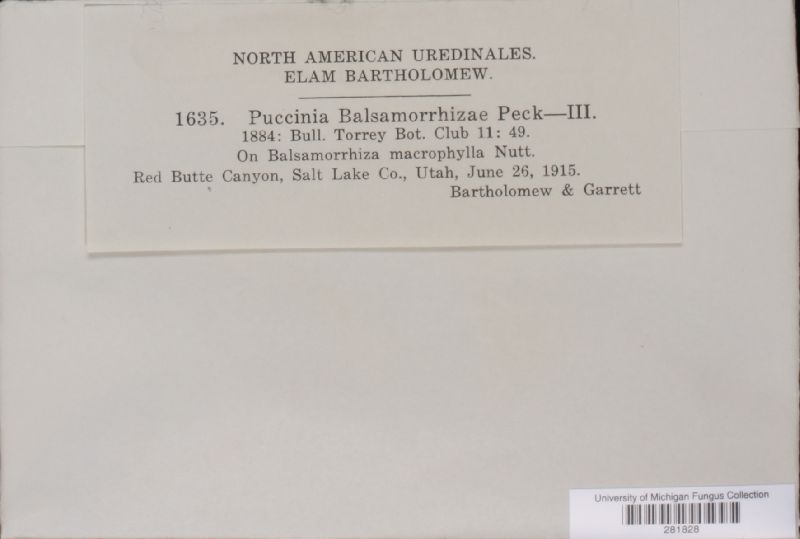 NORTH AMERICAN UREDINALES.
ELAM BARTHOLOMEW.
1635. Puccinia Balsamorrhizae Peck—III.
1884: Bull. Torrey Bot. Club 11: 49.
On Balsamorrhiza macrophylla Nutt.
Red Butte Canyon, Salt Lake Co., Utah, June 26, 1915.
Bartholomew & Garrett
University of Michigan Fungus Collection
281828